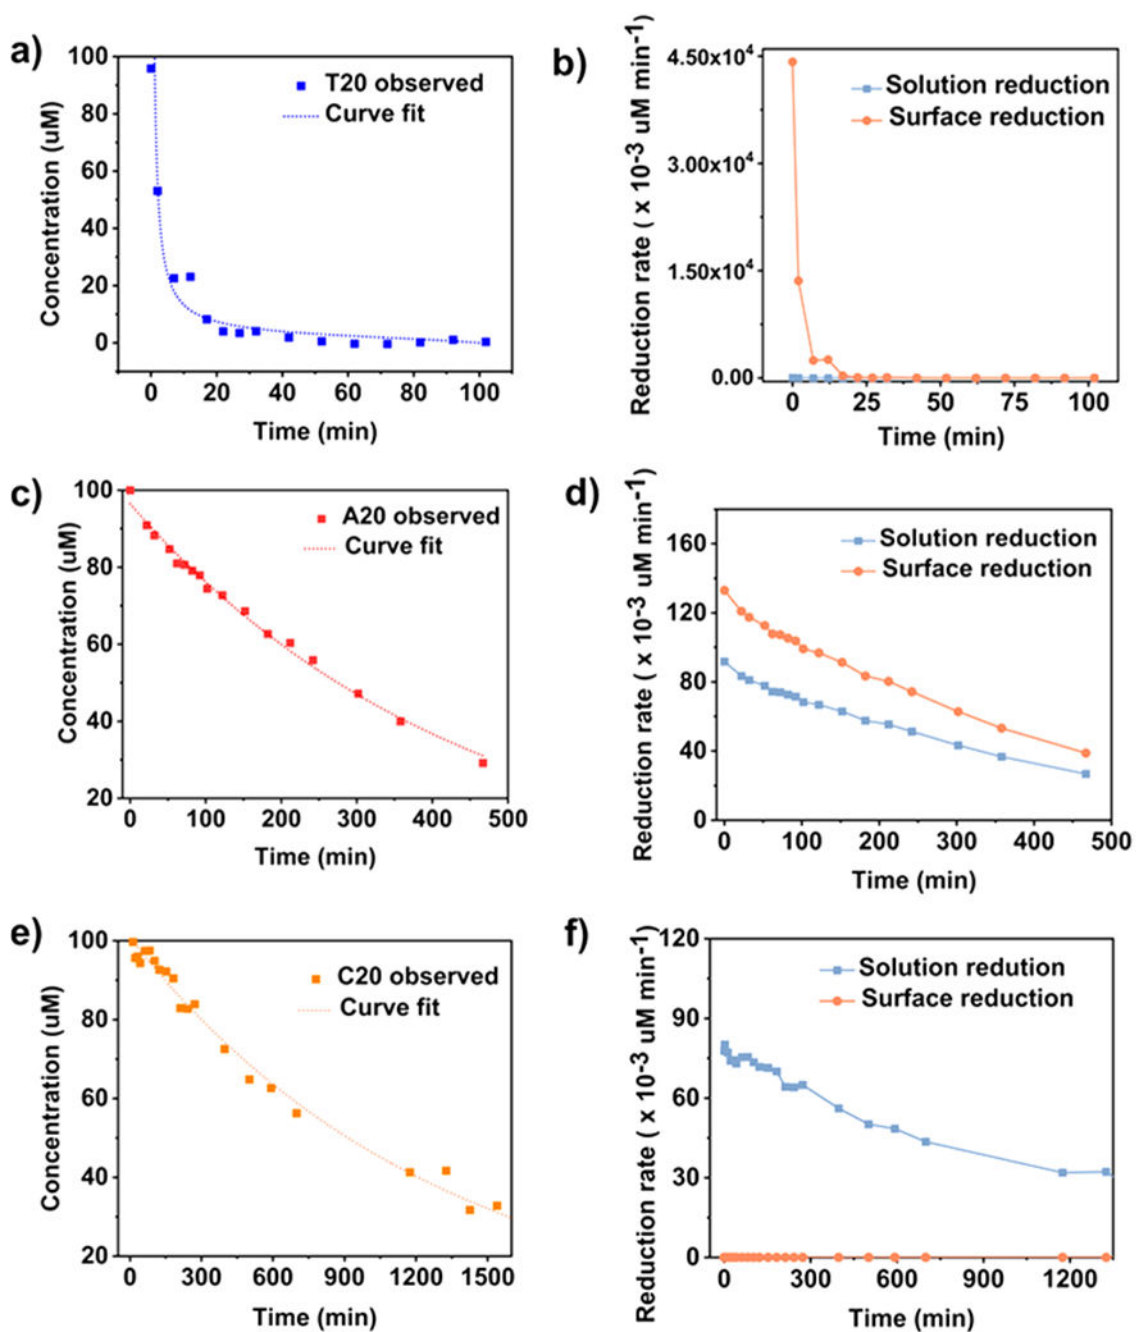 a)
100
80
60
40
20
0
Concentration (uM)
T20 observed
Curve fit
0 20 40 60 80 100
Time (min)
b)
4.50x10⁴
3.00x10⁴
1.50x10⁴
0.00
Reduction rate ( x 10⁻³ uM min⁻¹)
Solution reduction
Surface reduction
0 25 50 75 100
Time (min)
c)
100
80
60
40
20
Concentration (uM)
A20 observed
Curve fit
0 100 200 300 400 500
Time (min)
d)
160
120
80
40
0
Reduction rate ( x 10⁻³ uM min⁻¹)
Solution reduction
Surface reduction
0 100 200 300 400 500
Time (min)
e)
100
80
60
40
20
Concentration (uM)
C20 observed
Curve fit
0 300 600 900 1200 1500
Time (min)
f)
120
90
60
30
0
Reduction rate ( x 10⁻³ uM min⁻¹)
Solution redution
Surface reduction
0 300 600 900 1200
Time (min)